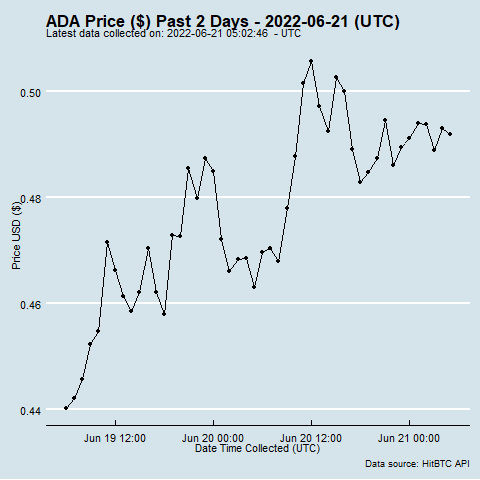 ADA Price ($) Past 2 Days - 2022-06-21 (UTC)
Latest data collected on: 2022-06-21 05:02:46  - UTC
Price USD ($)
0.50
0.48
0.46
0.44
Jun 19 12:00
Jun 20 00:00
Jun 20 12:00
Jun 21 00:00
Date Time Collected (UTC)
Data source: HitBTC API